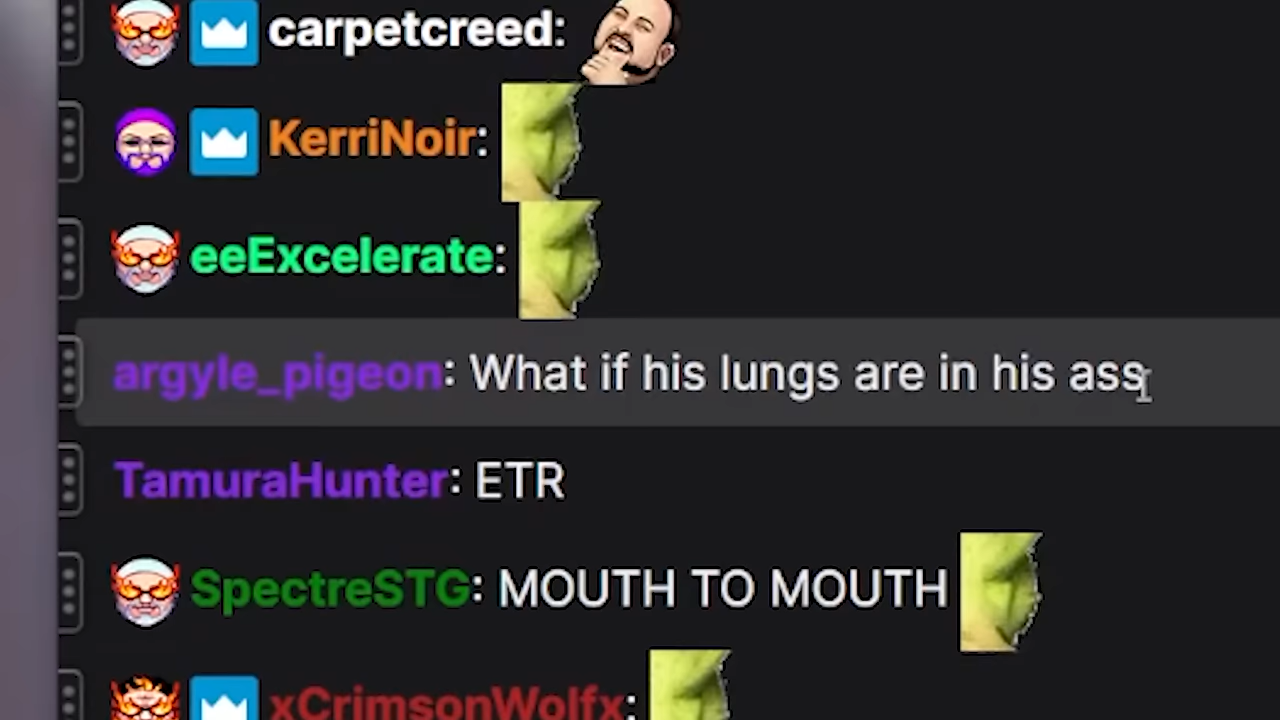 carpetcreed:
KerriNoir:
eeExcelerate:
argyle_pigeon: What if his lungs are in his ass
TamuraHunter: ETR
SpectreSTG: MOUTH TO MOUTH
xCrimsonWolfx: